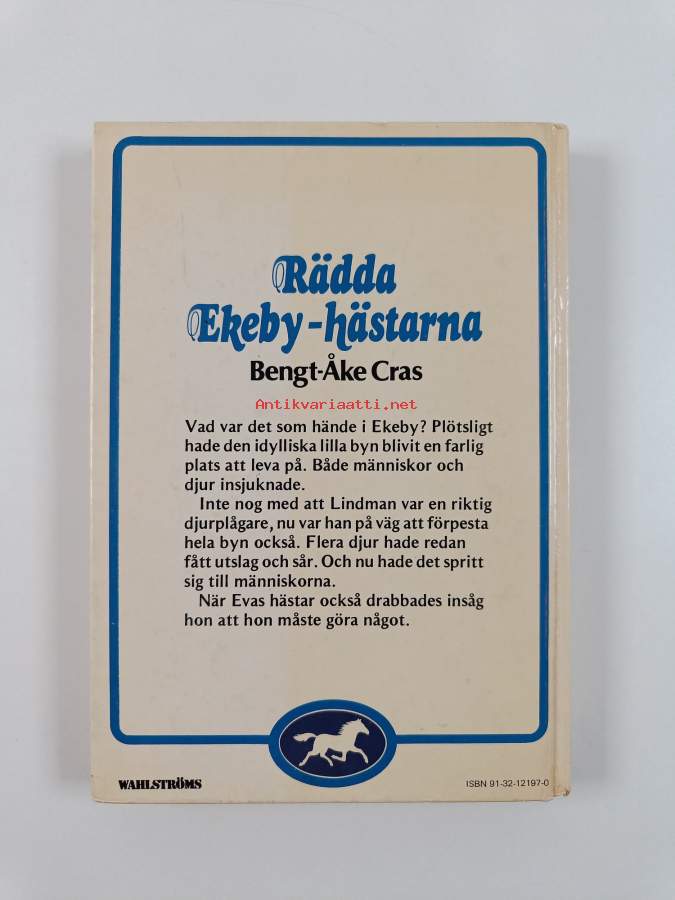 Rädda
Ekeby-hästarna
Bengt-Åke Cras
Antikvariaatti.net
Vad var det som hände i Ekeby? Plötsligt
hade den idylliska lilla byn blivit en farlig
plats att leva på. Både människor och
djur insjuknade.
Inte nog med att Lindman var en riktig
djurplågare, nu var han på väg att förpesta
hela byn också. Flera djur hade redan
fått utslag och sår. Och nu hade det spritt
sig till människorna.
När Evas hästar också drabbades insåg
hon att hon måste göra något.
WAHLSTRÖMS
ISBN 91-32-12197-0